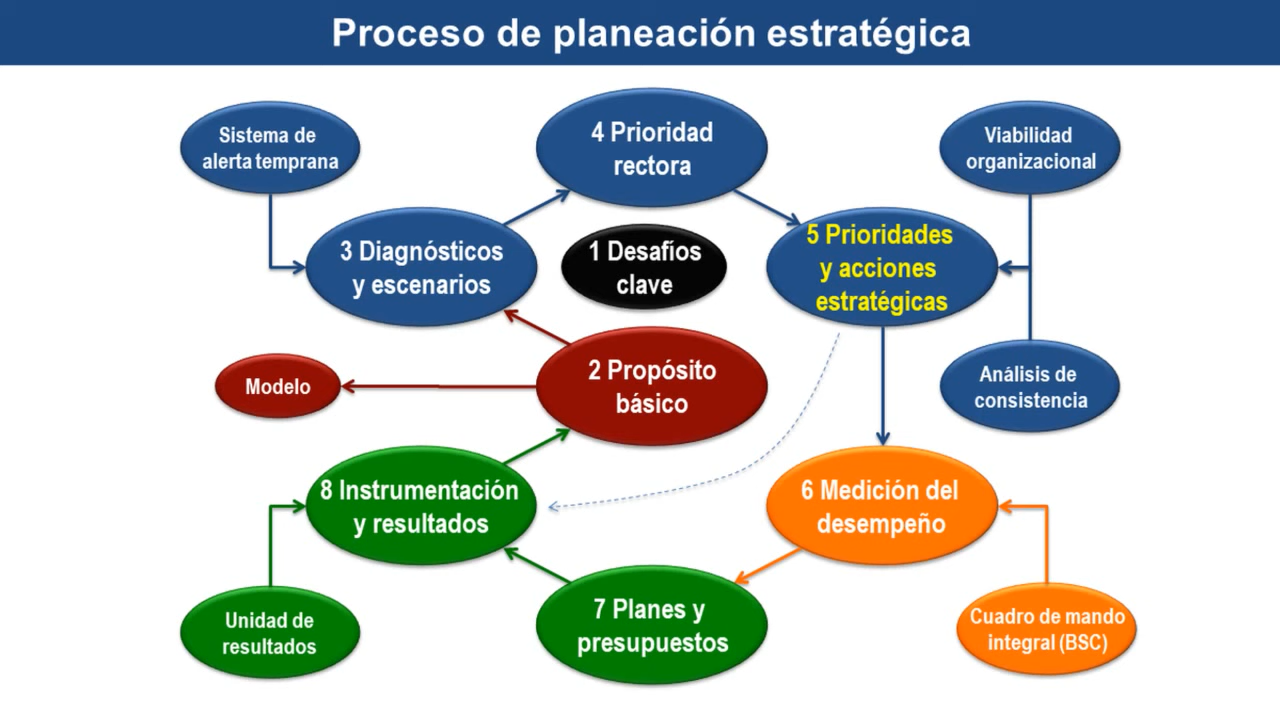 Proceso de planeación estratégica
Sistema de
alerta temprana
4 Prioridad
rectora
Viabilidad
organizacional
3 Diagnósticos
y escenarios
1 Desafíos
clave
5 Prioridades
y acciones
estratégicas
Modelo
2 Propósito
básico
Análisis de
consistencia
8 Instrumentación
y resultados
6 Medición del
desempeño
Unidad de
resultados
7 Planes y
presupuestos
Cuadro de mando
integral (BSC)